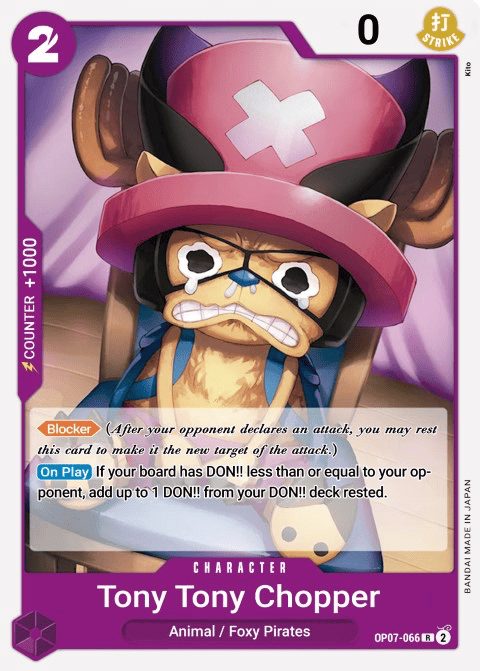 2
0
打
STRIKE
Kito
COUNTER +1000
Blocker (After your opponent declares an attack, you may rest
this card to make it the new target of the attack.)
On Play If your board has DON!! less than or equal to your op-
ponent, add up to 1 DON!! from your DON!! deck rested.
BANDAI MADE IN JAPAN
CHARACTER
Tony Tony Chopper
Animal / Foxy Pirates
OP07-066 R 2